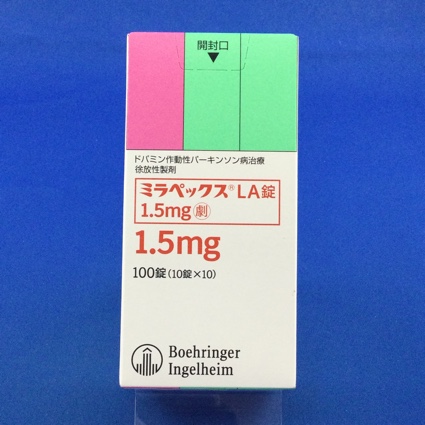 開封口
▼
ドパミン作動性パーキンソン病治療
徐放性製剤
ミラペックス® LA錠
1.5mg 劇
1.5mg
100錠(10錠×10)
Boehringer
Ingelheim